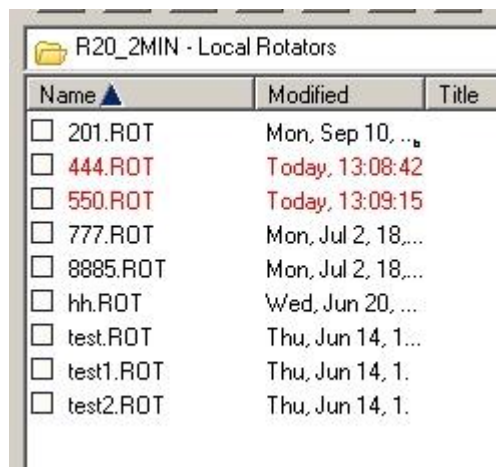 R20_2MIN - Local Rotators
Name Modified Title
201.ROT Mon, Sep 10, ...
444.ROT Today, 13:08:42
550.ROT Today, 13:09:15
777.ROT Mon, Jul 2, 18,...
8885.ROT Mon, Jul 2, 18,...
hh.ROT Wed, Jun 20, ...
test.ROT Thu, Jun 14, 1...
test1.ROT Thu, Jun 14, 1.
test2.ROT Thu, Jun 14, 1.